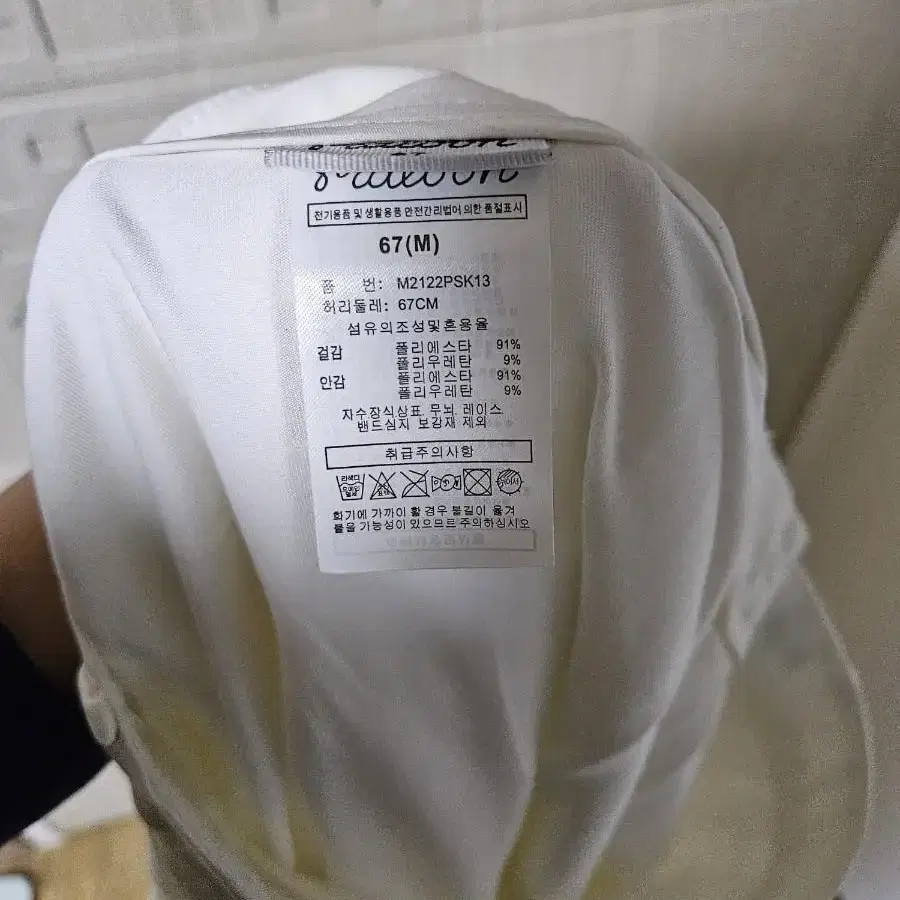 전기용품 및 생활용품 안전관리법에 의한 품질표시
67(M)
품 번: M2122PSK13
허리둘레: 67CM
섬유의조성및혼용율
겉감 폴리에스타 91%
폴리우레탄 9%
안감 폴리에스타 91%
폴리우레탄 9%
자수.장식.상표. 무늬. 레이스.
밴드심지 보강재 제외
취급주의사항
화기에 가까이 할 경우 불길이 옮겨
붙을 가능성이 있으므로 주의하십시오